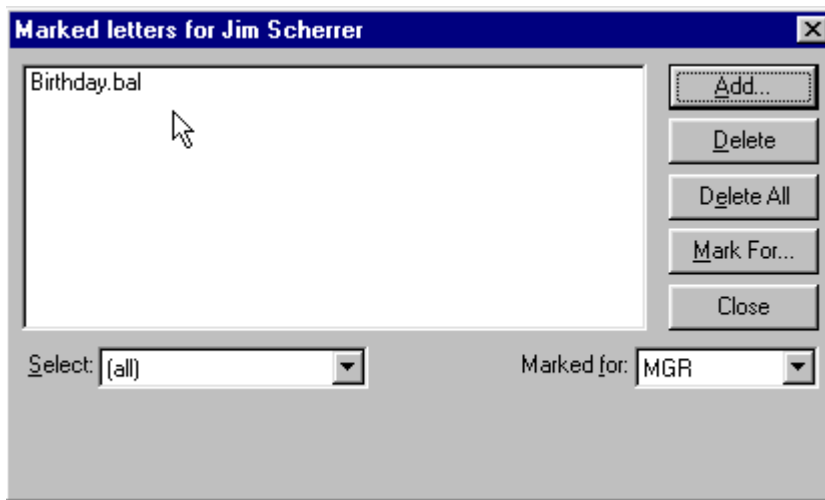 Marked letters for Jim Scherrer
Birthday.bal
Add...
Delete
Delete All
Mark For...
Close
Select: (all)
Marked for: MGR